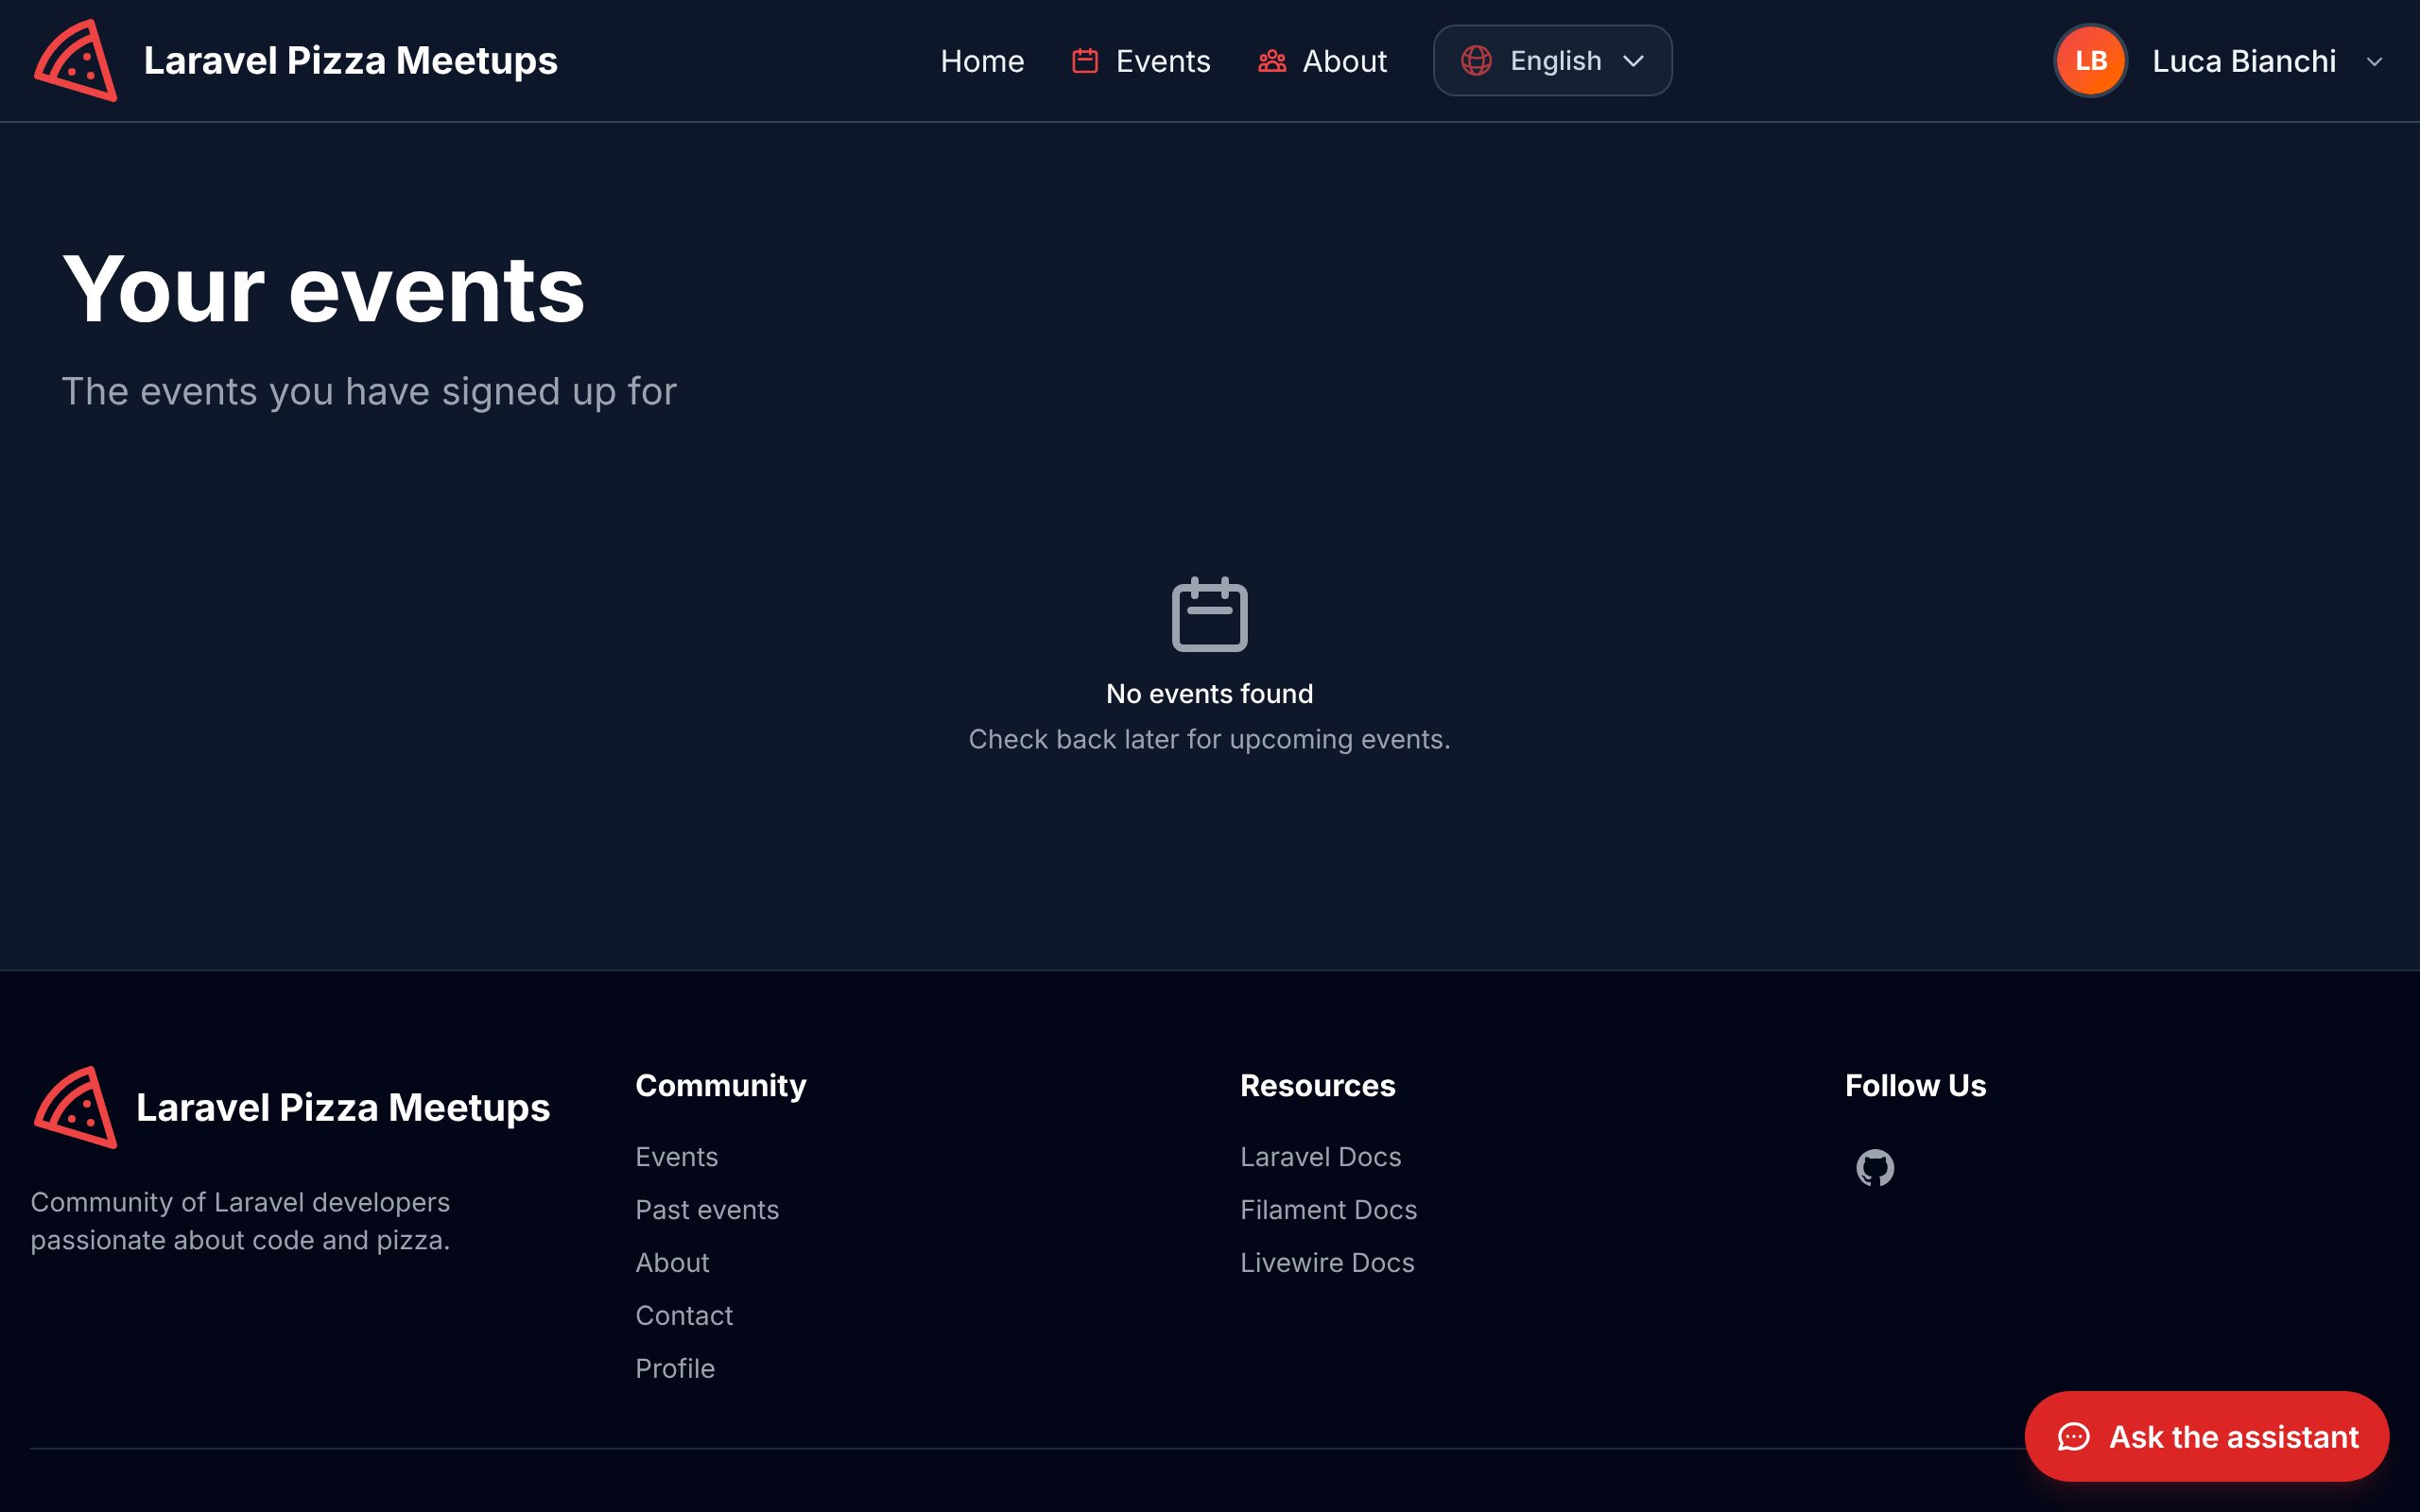 Laravel Pizza Meetups
Home
Events
About
English
LB
Luca Bianchi
Your events
The events you have signed up for
No events found
Check back later for upcoming events.
Laravel Pizza Meetups
Community of Laravel developers
passionate about code and pizza.
Community
Events
Past events
About
Contact
Profile
Resources
Laravel Docs
Filament Docs
Livewire Docs
Follow Us
Ask the assistant